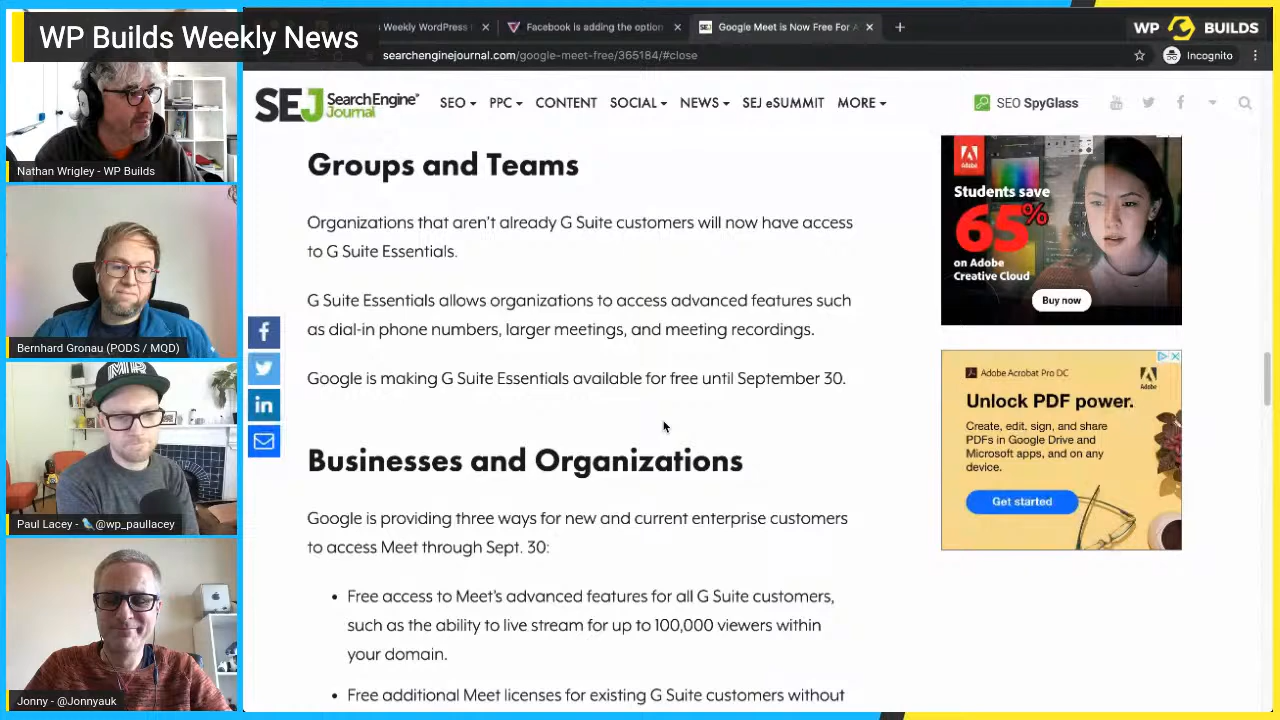 WP Builds Weekly News
Weekly WordPress
Facebook is adding the option
Google Meet is Now Free For A
WP BUILDS
searchenginejournal.com/google-meet-free/365184/#close
Incognito
SEJ SearchEngine Journal
SEO PPC CONTENT SOCIAL NEWS SEJ eSUMMIT MORE
SEO SpyGlass
Groups and Teams
Organizations that aren't already G Suite customers will now have access
to G Suite Essentials.
G Suite Essentials allows organizations to access advanced features such
as dial-in phone numbers, larger meetings, and meeting recordings.
Google is making G Suite Essentials available for free until September 30.
Businesses and Organizations
Google is providing three ways for new and current enterprise customers
to access Meet through Sept. 30:
• Free access to Meet's advanced features for all G Suite customers,
such as the ability to live stream for up to 100,000 viewers within
your domain.
• Free additional Meet licenses for existing G Suite customers without
Students save
65%
on Adobe
Creative Cloud
Buy now
Adobe Acrobat Pro DC
Unlock PDF power.
Create, edit, sign, and share
PDFs in Google Drive and
Microsoft apps, and on any
device.
Get started
Nathan Wrigley - WP Builds
Bernhard Gronau (PODS / MQD)
Paul Lacey - 🐦@wp_paullacey
Jonny - @Jonnyauk